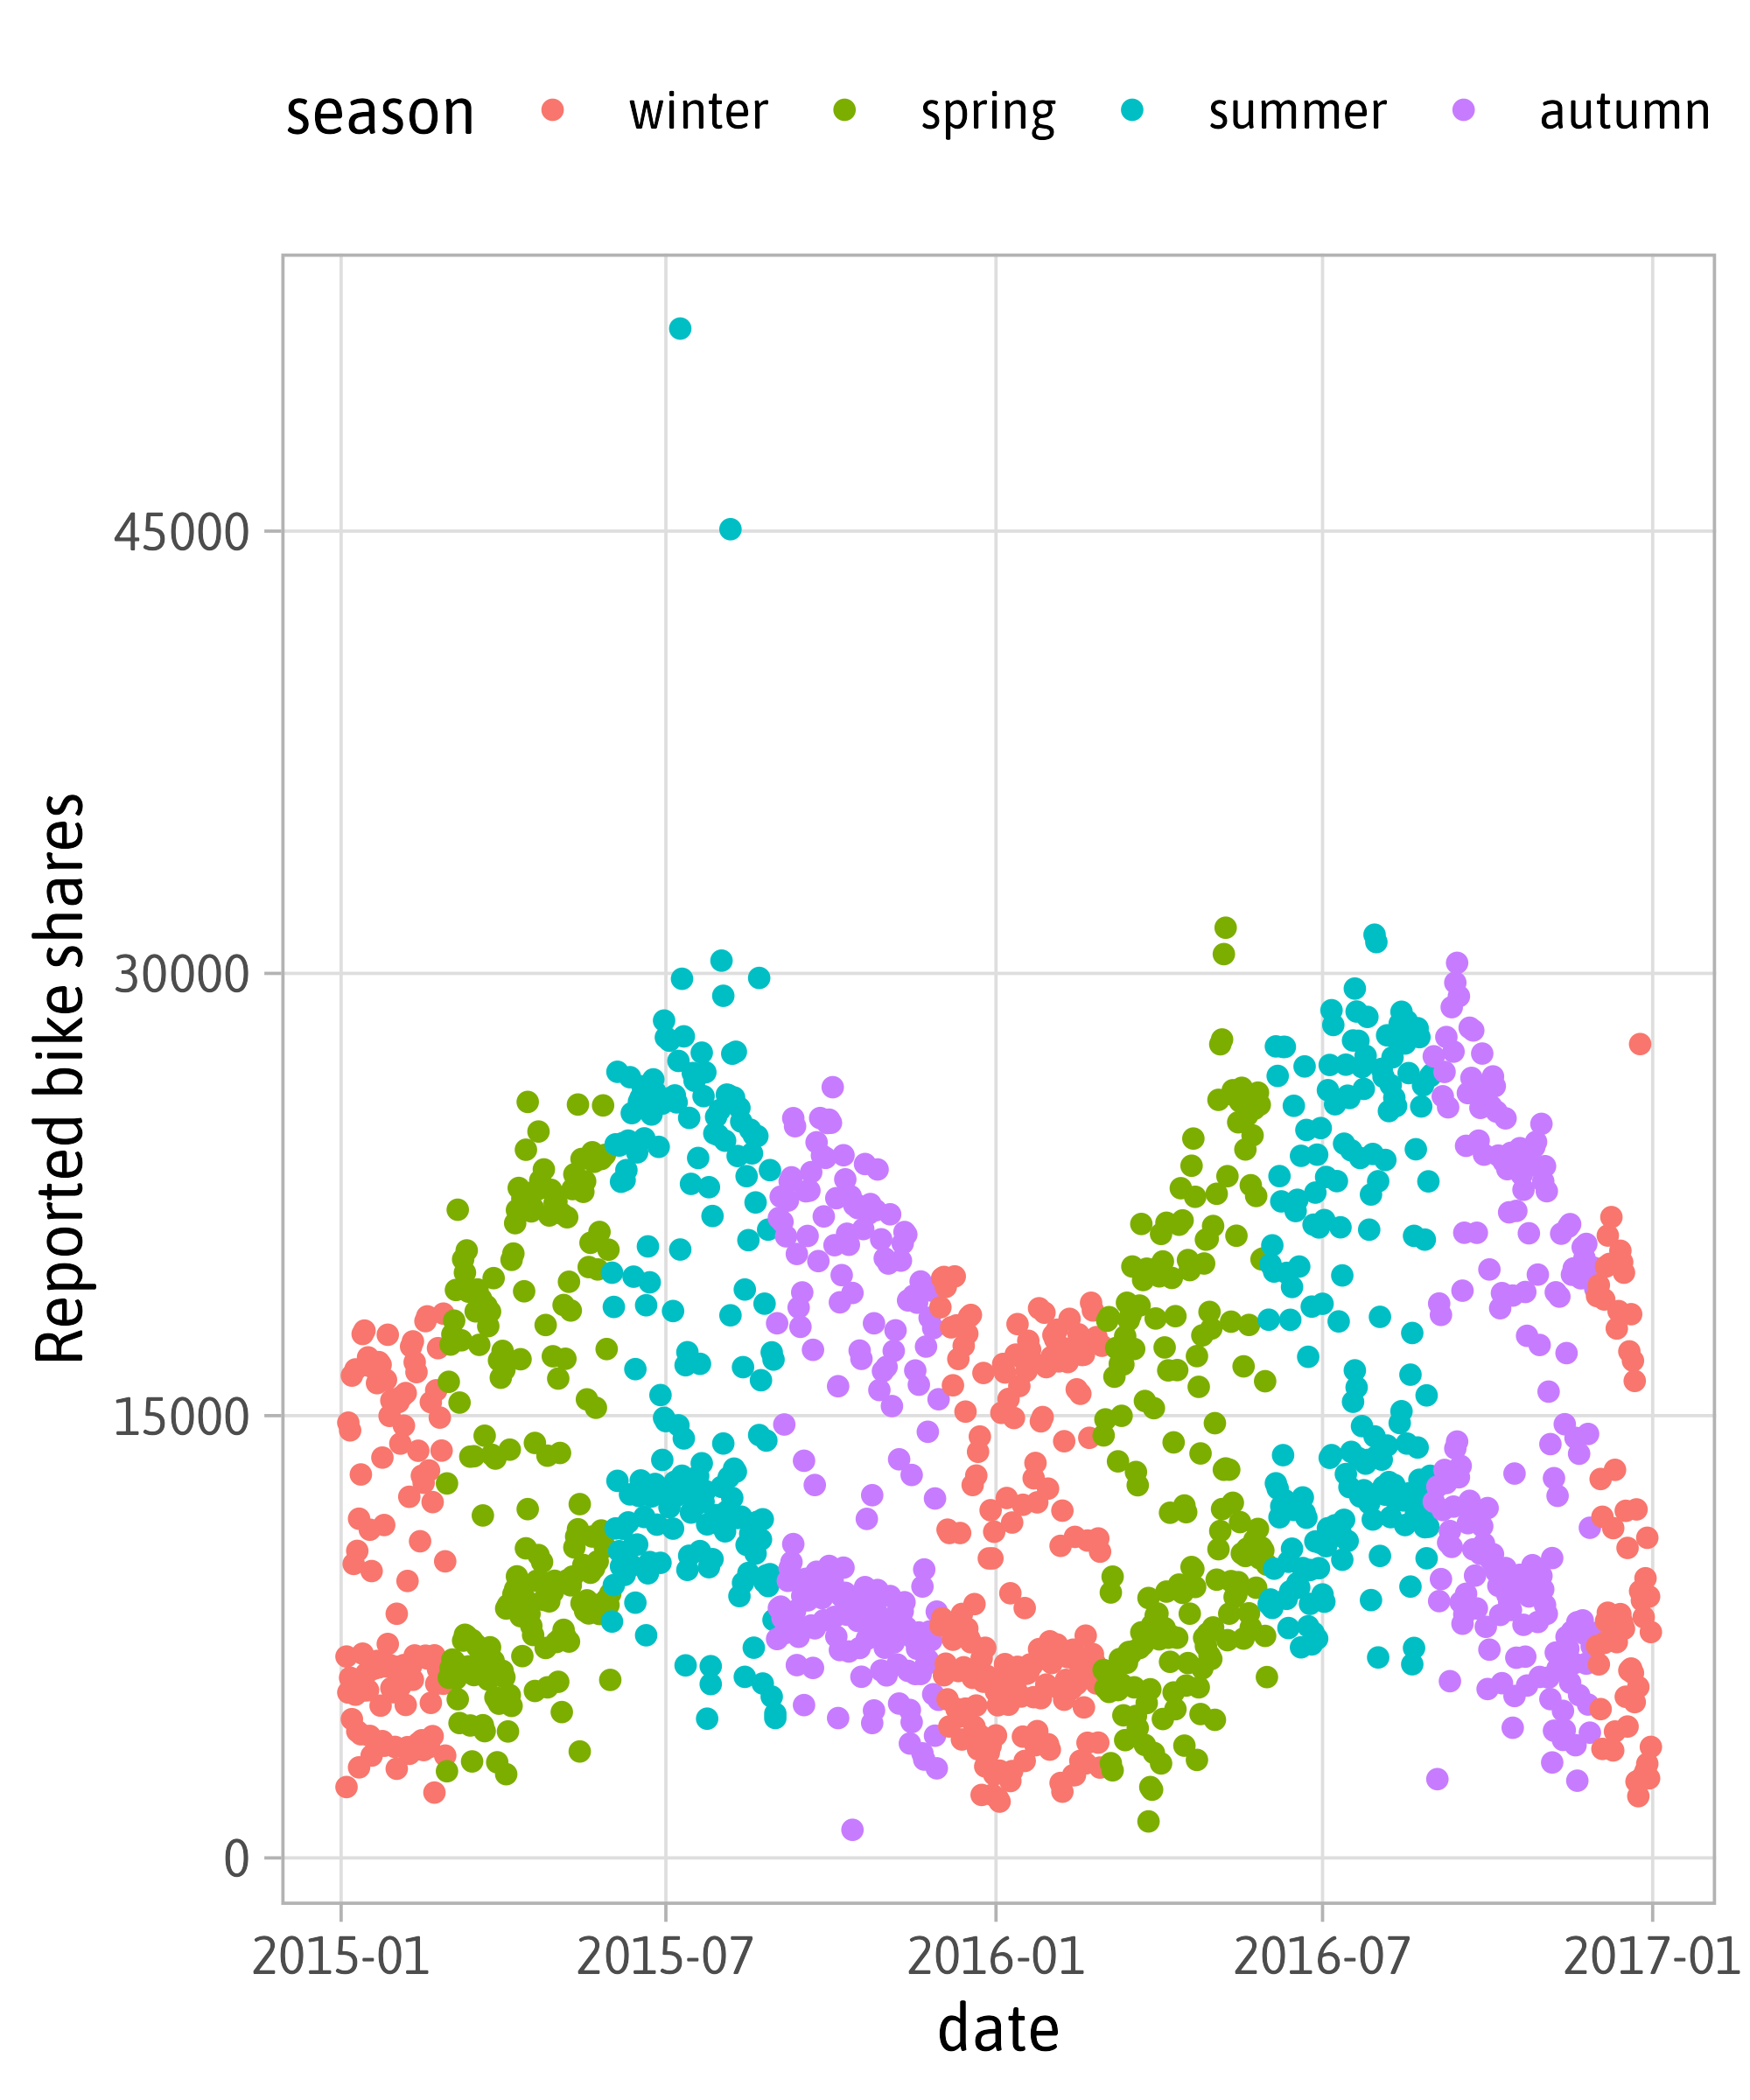 season winter spring summer autumn
Reported bike shares
45000
30000
15000
0
2015-01 2015-07 2016-01 2016-07 2017-01
date